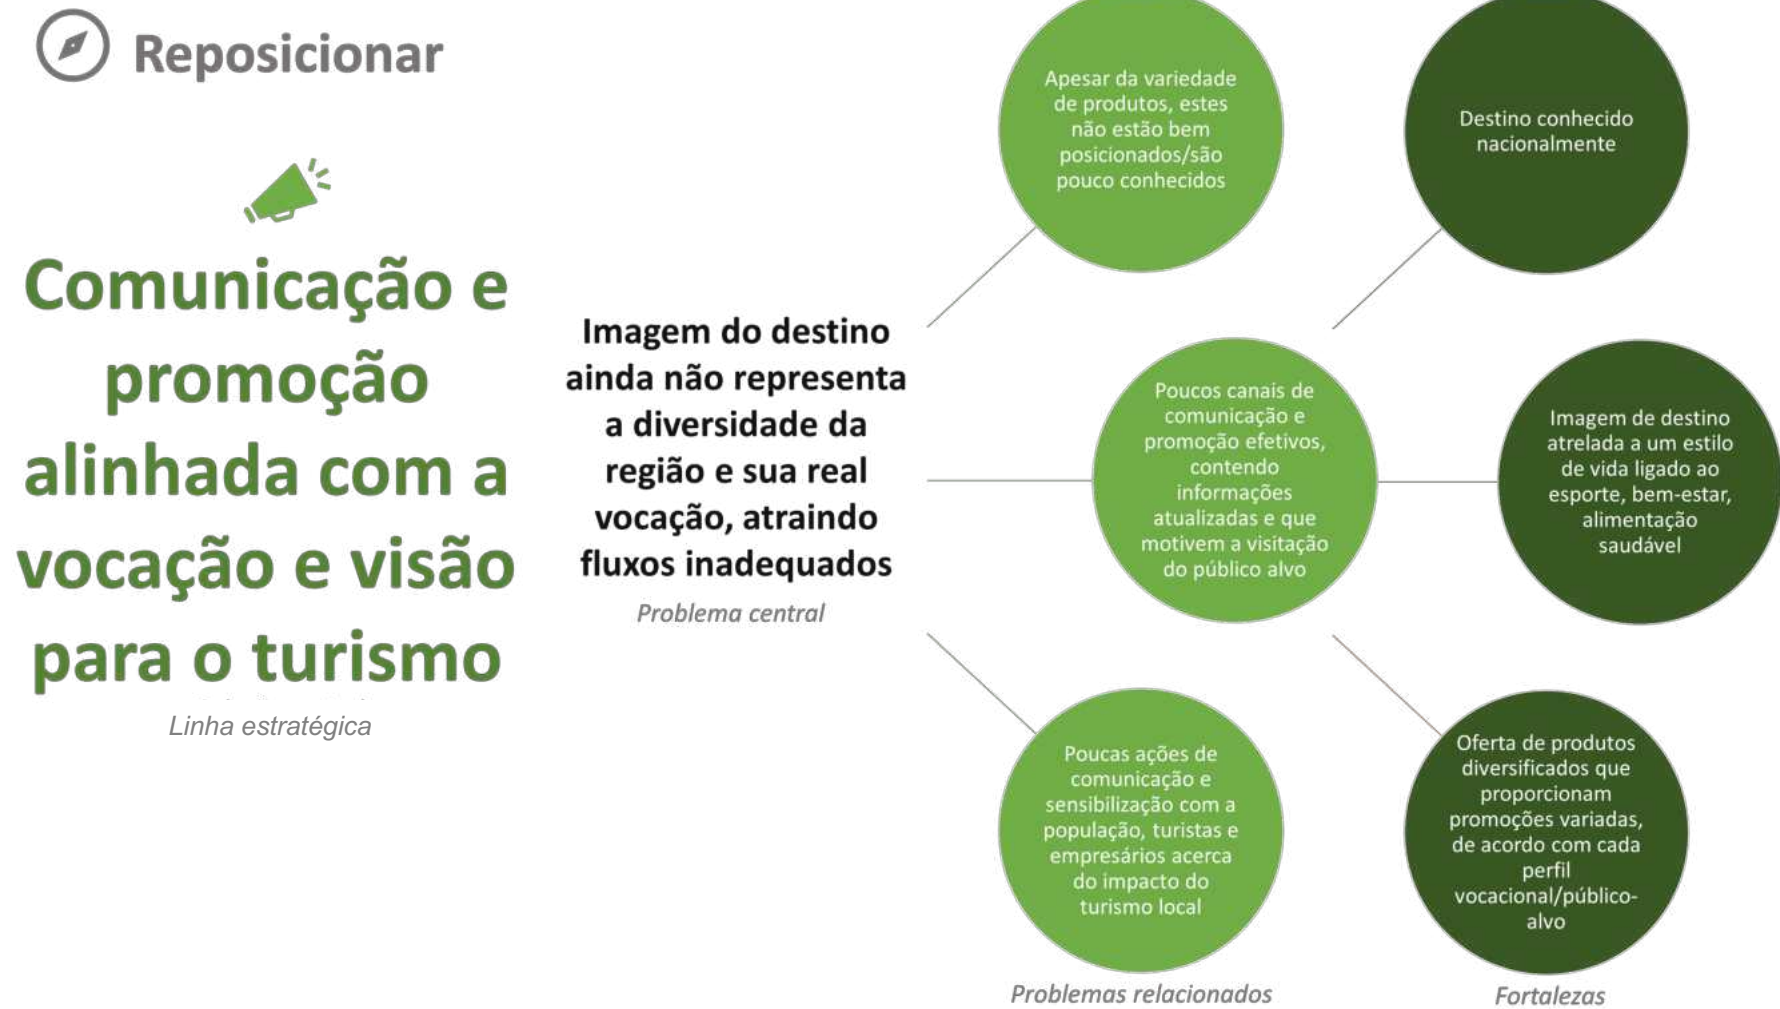 Reposicionar
Comunicação e
promoção
alinhada com a
vocação e visão
para o turismo
Linha estratégica
Imagem do destino
ainda não representa
a diversidade da
região e sua real
vocação, atraindo
fluxos inadequados
Problema central
Apesar da variedade
de produtos, estes
não estão bem
posicionados/são
pouco conhecidos
Poucos canais de
comunicação e
promoção efetivos,
contendo
informações
atualizadas e que
motivem a visitação
do público alvo
Poucas ações de
comunicação e
sensibilização com a
população, turistas e
empresários acerca
do impacto do
turismo local
Problemas relacionados
Destino conhecido
nacionalmente
Imagem de destino
atrelada a um estilo
de vida ligado ao
esporte, bem-estar,
alimentação
saudável
Oferta de produtos
diversificados que
proporcionam
promoções variadas,
de acordo com cada
perfil
vocacional/público-
alvo
Fortalezas